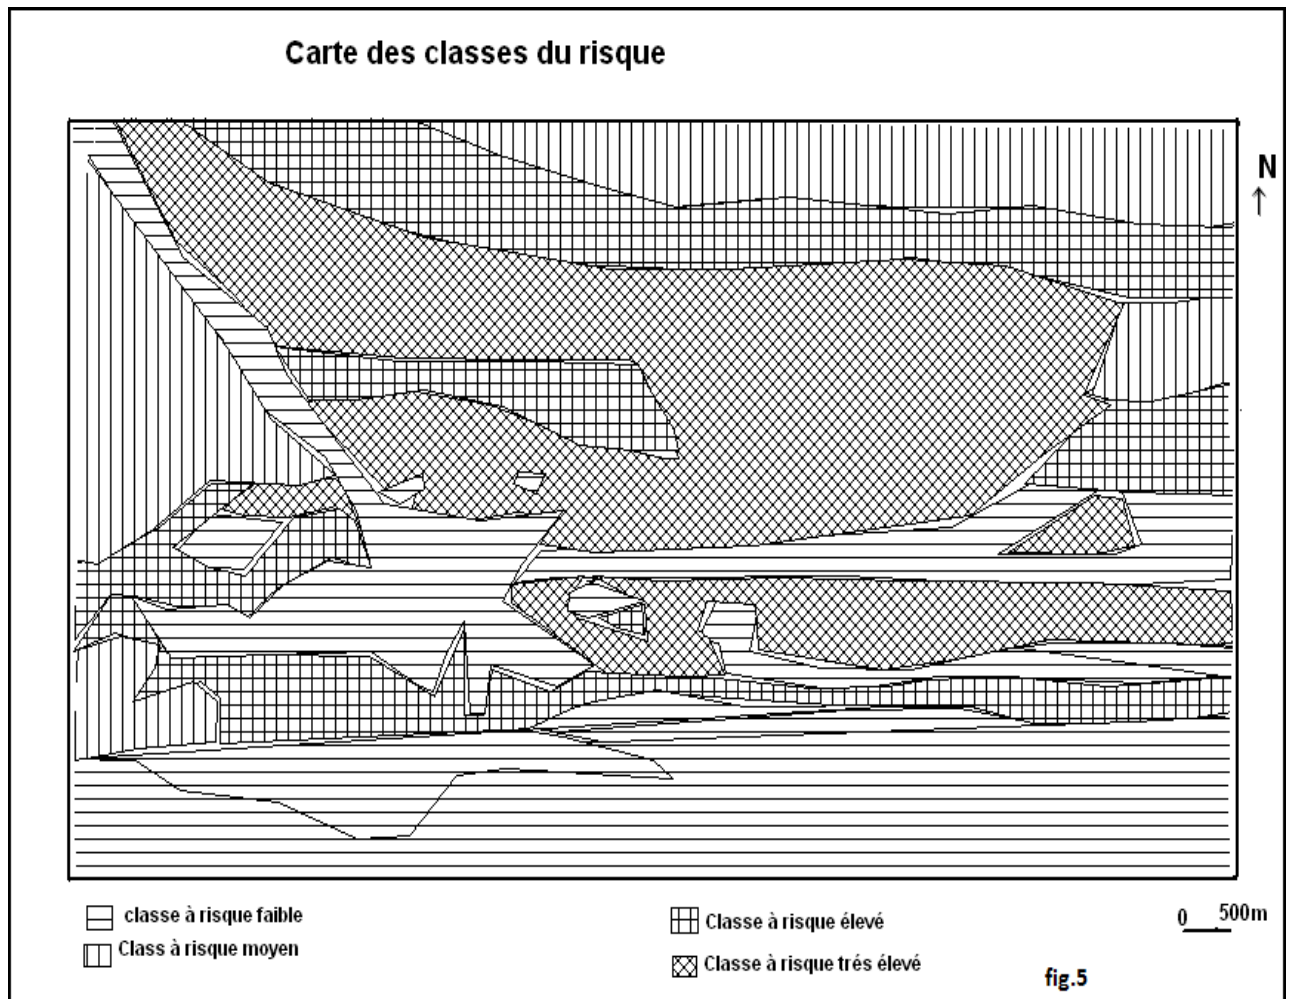 Carte des classes du risque
N
classe à risque faible
Class à risque moyen
Classe à risque élevé
Classe à risque trés élevé
0 500m
fig.5